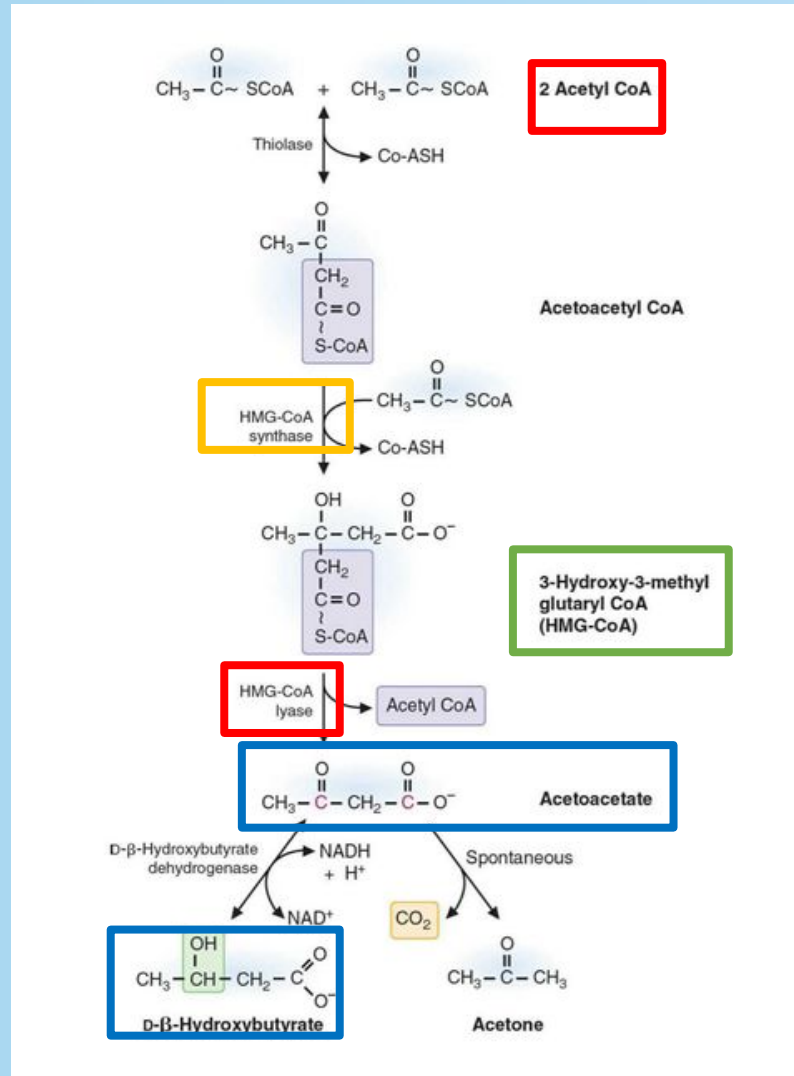 O
O
CH₃ – C ~ SCoA + CH₃ – C ~ SCoA
2 Acetyl CoA
Thiolase
Co-ASH
O
CH₃ – C
CH₂
C = O
S-CoA
Acetoacetyl CoA
O
CH₃ – C ~ SCoA
HMG-CoA
synthase
Co-ASH
OH
O
CH₃ – C – CH₂ – C – O⁻
CH₂
C = O
S-CoA
3-Hydroxy-3-methyl
glutaryl CoA
(HMG-CoA)
HMG-CoA
lyase
Acetyl CoA
O
O
CH₃ – C – CH₂ – C – O⁻
Acetoacetate
D-β-Hydroxybutyrate
dehydrogenase
NADH
+ H⁺
NAD⁺
Spontaneous
CO₂
OH
O
CH₃ – CH – CH₂ – C
O⁻
D-β-Hydroxybutyrate
O
CH₃ – C – CH₃
Acetone